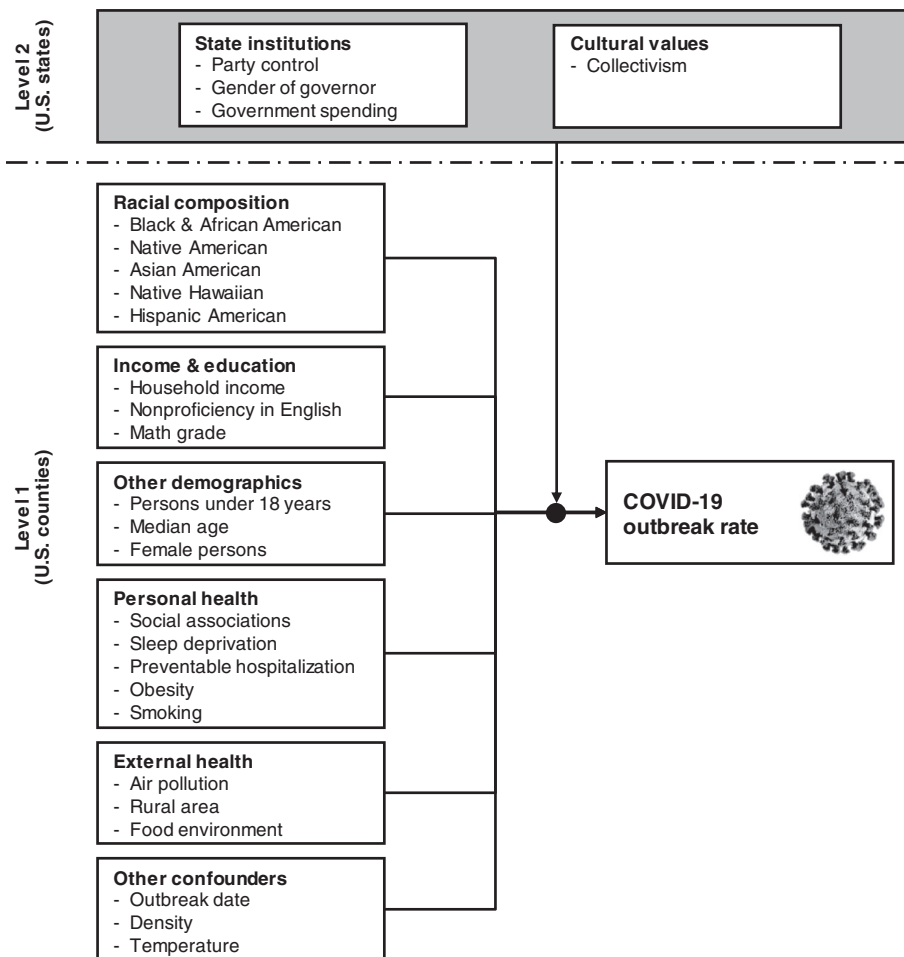 Level 2
(U.S. states)
State institutions
- Party control
- Gender of governor
- Government spending
Cultural values
- Collectivism
Level 1
(U.S. counties)
Racial composition
- Black & African American
- Native American
- Asian American
- Native Hawaiian
- Hispanic American
Income & education
- Household income
- Nonproficiency in English
- Math grade
Other demographics
- Persons under 18 years
- Median age
- Female persons
Personal health
- Social associations
- Sleep deprivation
- Preventable hospitalization
- Obesity
- Smoking
External health
- Air pollution
- Rural area
- Food environment
Other confounders
- Outbreak date
- Density
- Temperature
COVID-19
outbreak rate